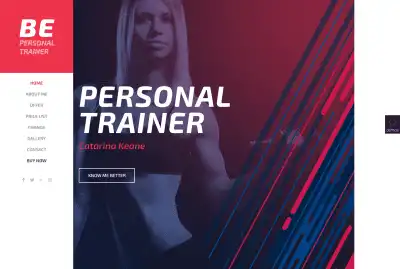 BE
PERSONAL
TRAINER
HOME
ABOUT ME
OFFER
PRICE LIST
GALLERY
CONTACT
BUY NOW
PERSONAL
TRAINER
Catarina Keane
KNOW ME BETTER